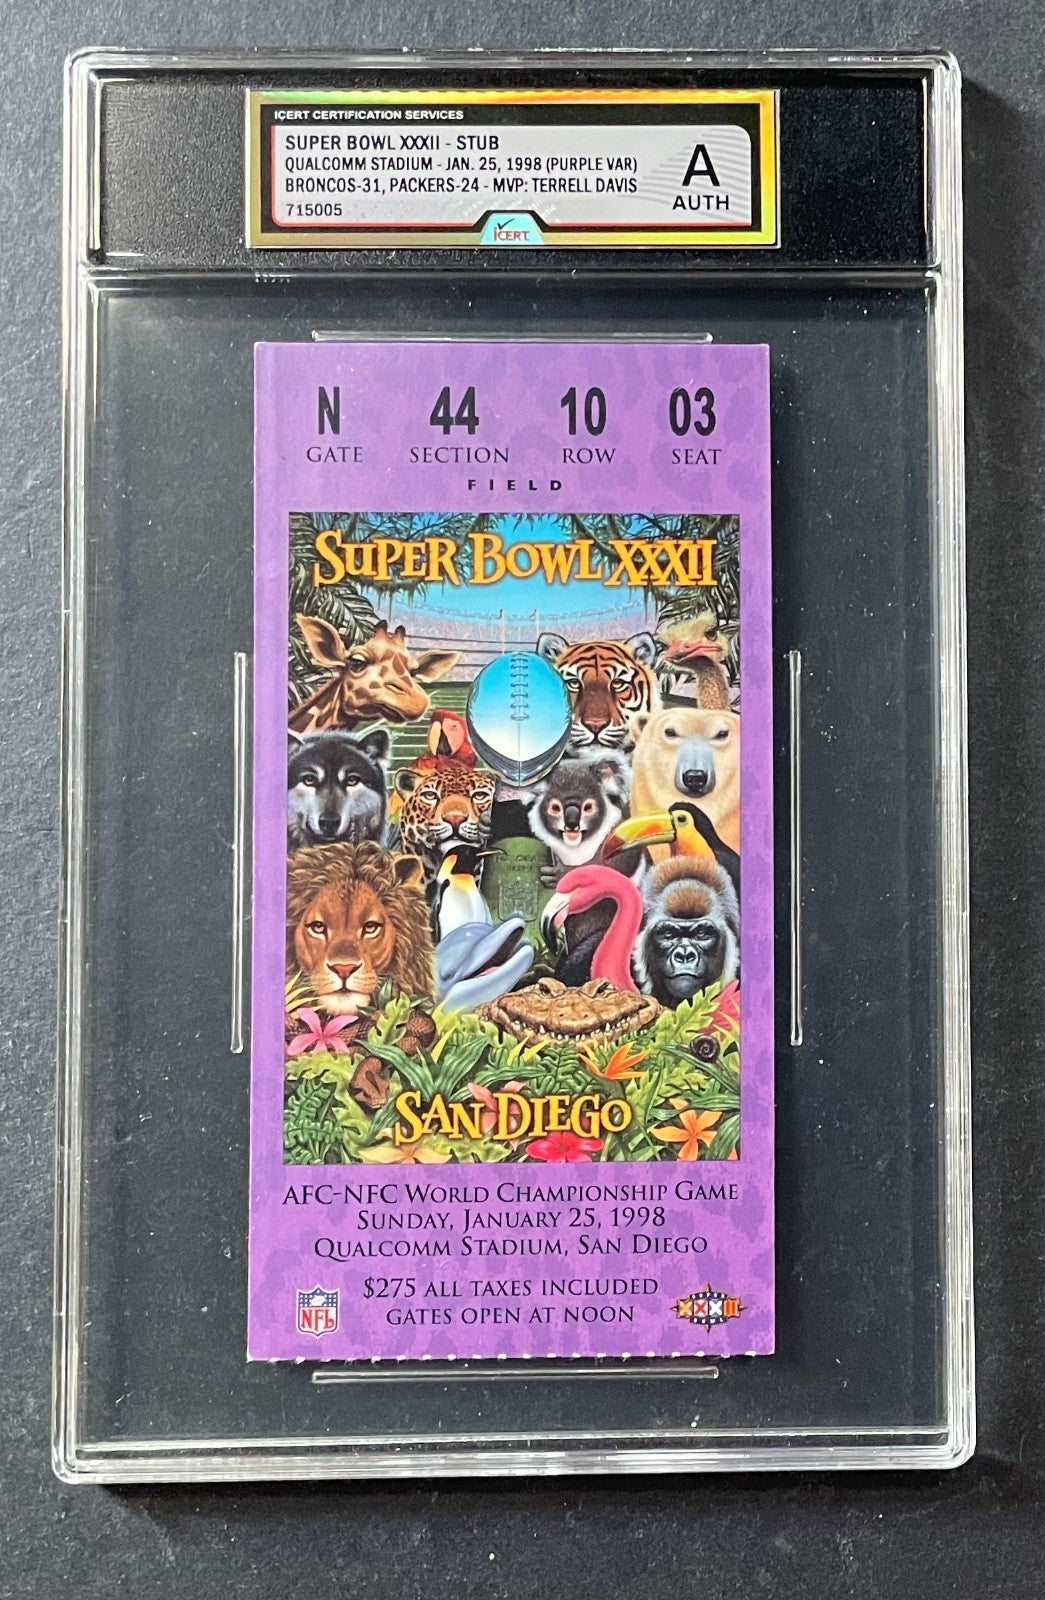 ICERT CERTIFICATION SERVICES
SUPER BOWL XXXII - STUB
QUALCOMM STADIUM - JAN. 25, 1998 (PURPLE VAR)
BRONCOS-31, PACKERS-24 - MVP: TERRELL DAVIS
715005
A
AUTH
iCERT
N 44 10 03
GATE SECTION ROW SEAT
FIELD
SUPER BOWL XXXII
SAN DIEGO
AFC-NFC WORLD CHAMPIONSHIP GAME
SUNDAY, JANUARY 25, 1998
QUALCOMM STADIUM, SAN DIEGO
$275 ALL TAXES INCLUDED
GATES OPEN AT NOON
NFL
XXXII